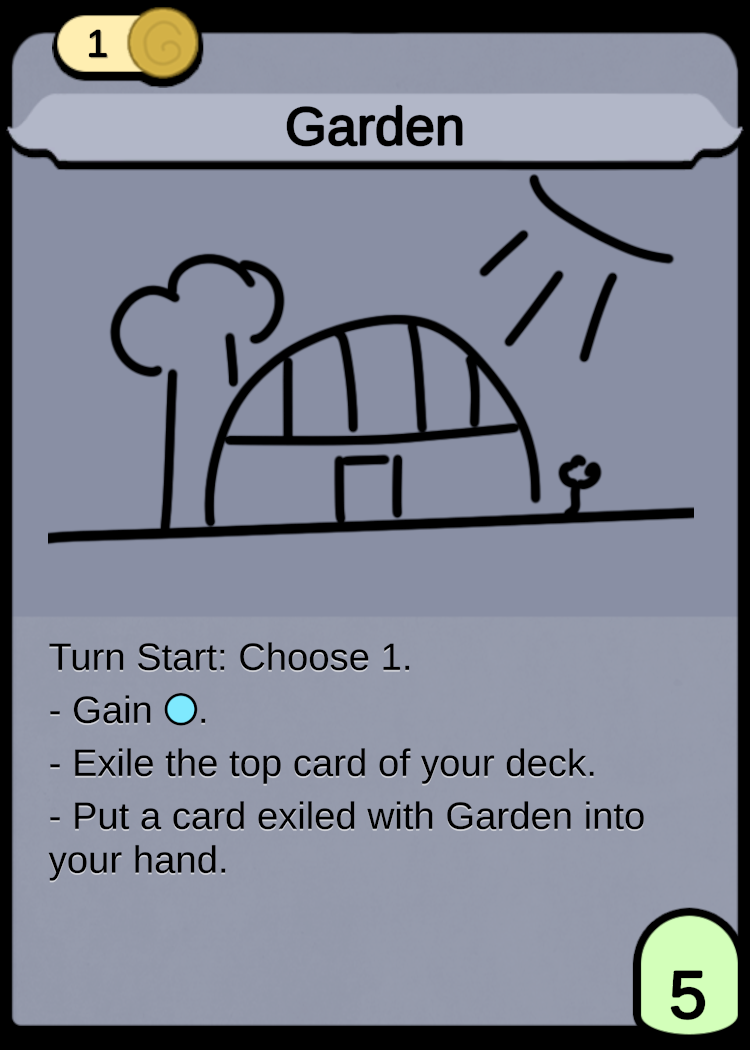 1
Garden
Turn Start: Choose 1.
- Gain .
- Exile the top card of your deck.
- Put a card exiled with Garden into
your hand.
5